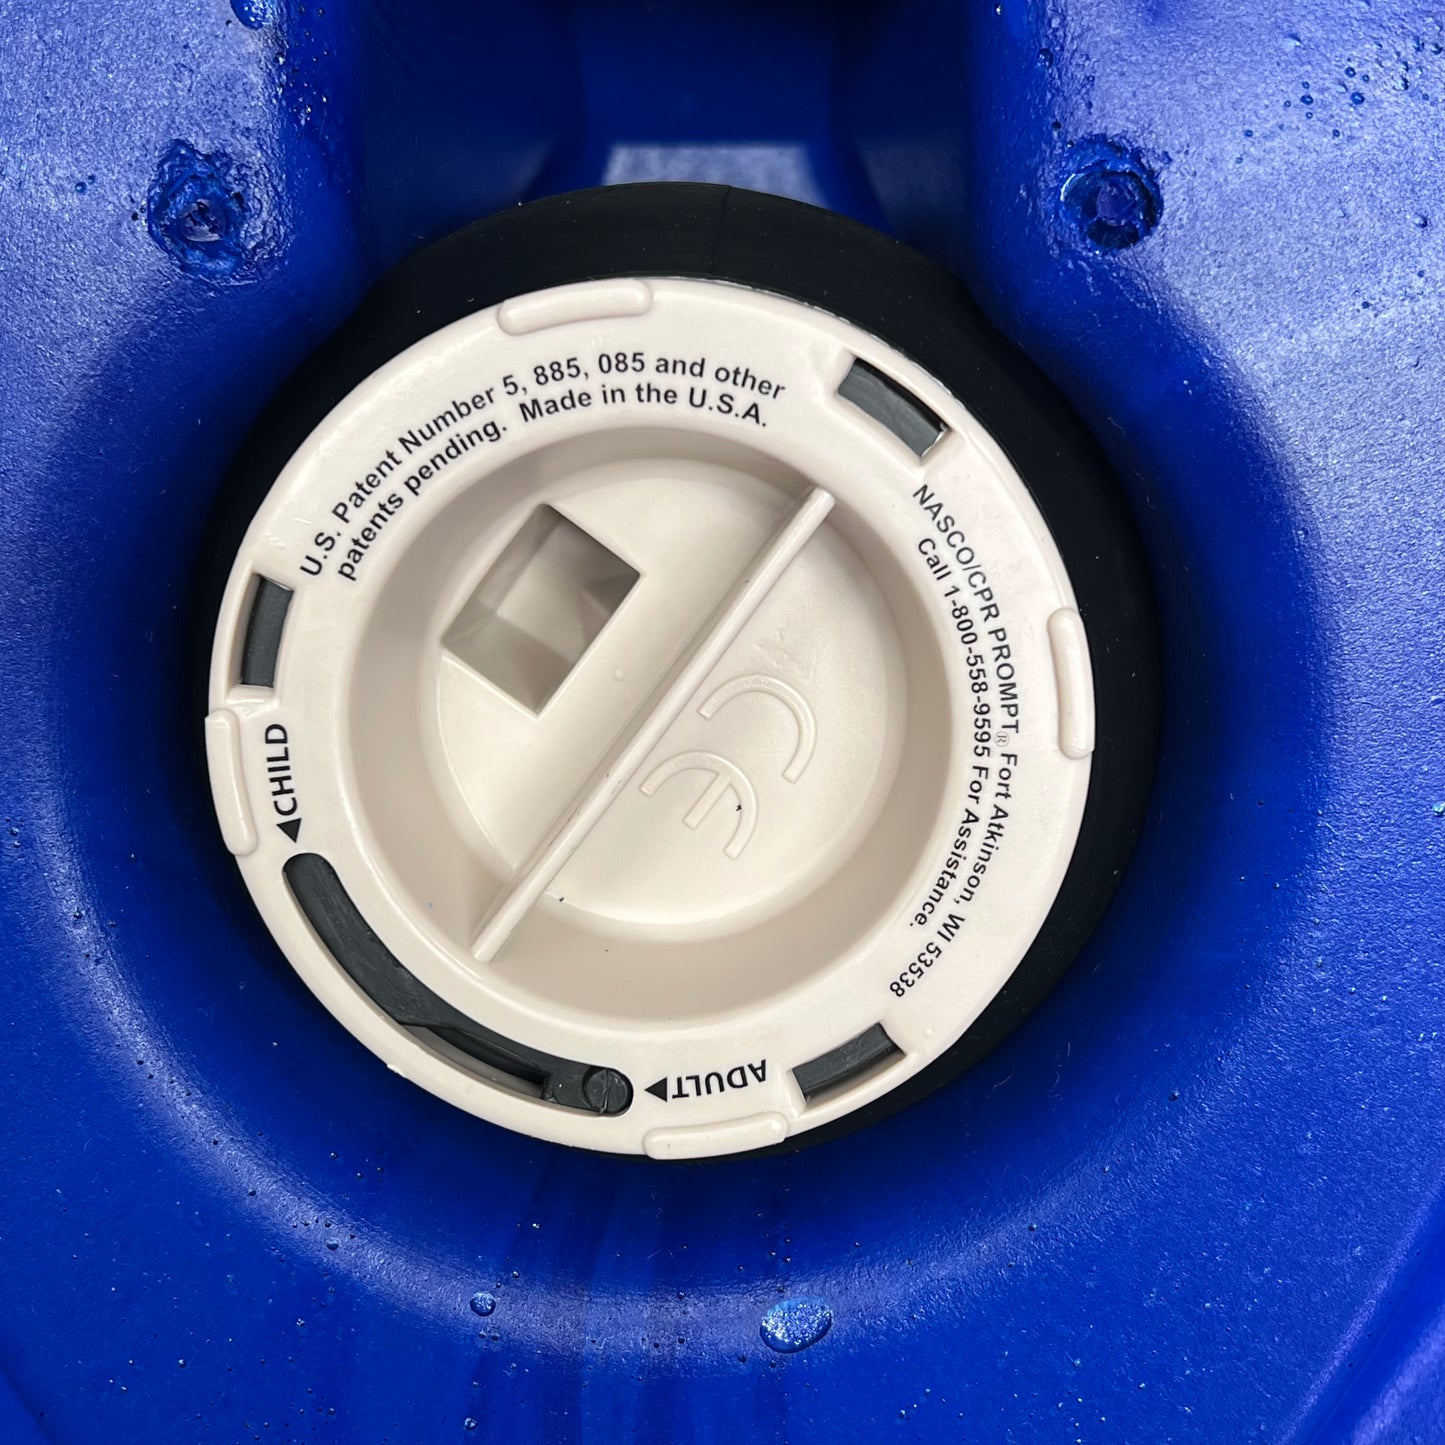 U.S. Patent Number 5, 885, 085 and other
patents pending. Made in the U.S.A.
NASCO/CPR PROMPT® Fort Atkinson, WI 53538
Call 1-800-558-9595 For Assistance.
◀CHILD
ADULT▶
CE